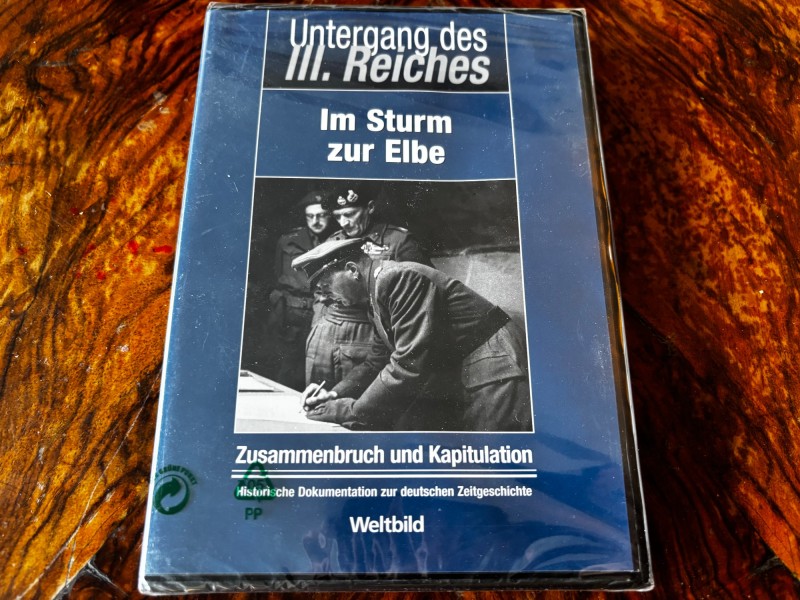 Untergang des
III. Reiches
Im Sturm
zur Elbe
Zusammenbruch und Kapitulation
Historische Dokumentation zur deutschen Zeitgeschichte
PP
Weltbild